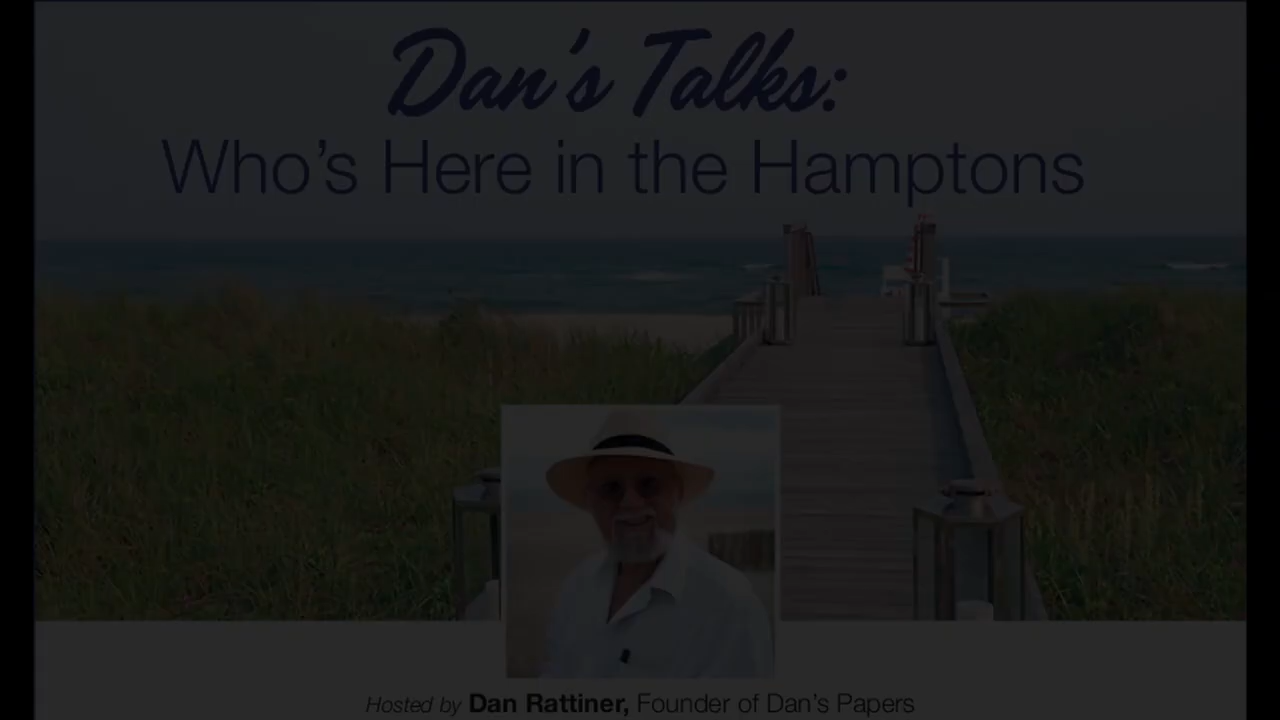 Dan's Talks:
Who's Here in the Hamptons
Hosted by Dan Rattiner, Founder of Dan's Papers